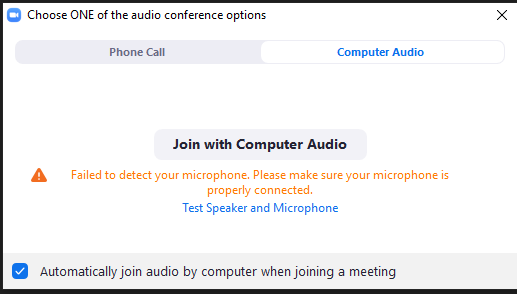 Choose ONE of the audio conference options
Phone Call
Computer Audio
Join with Computer Audio
Failed to detect your microphone. Please make sure your microphone is
properly connected.
Test Speaker and Microphone
Automatically join audio by computer when joining a meeting